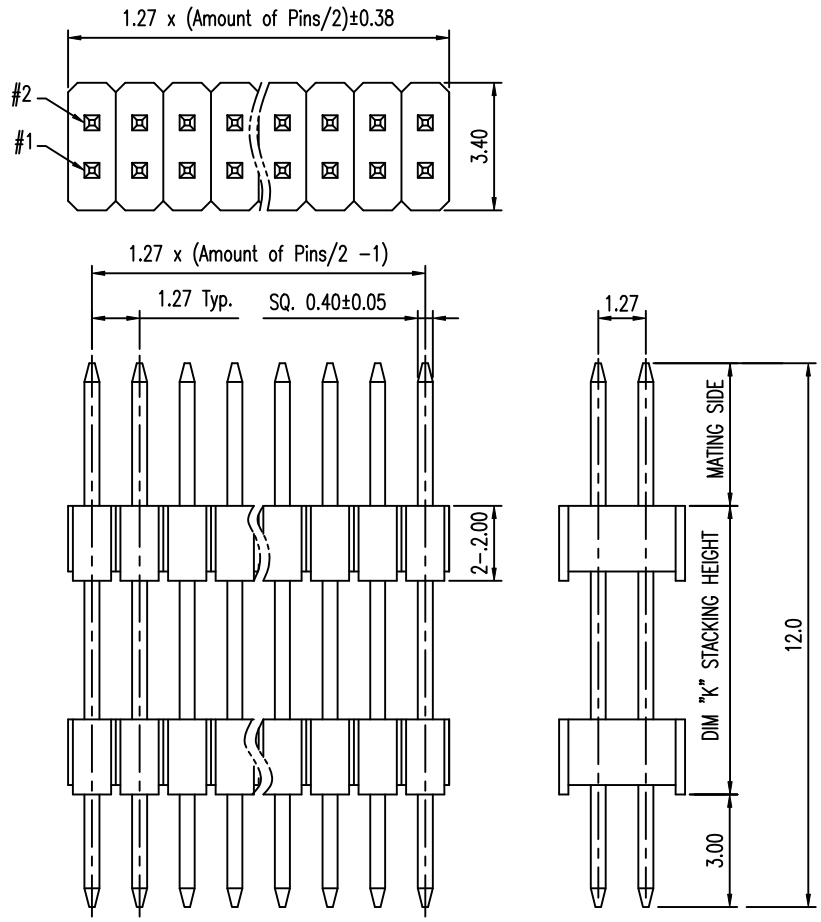 1.27 x (Amount of Pins/2)±0.38
#2
#1
3.40
1.27 x (Amount of Pins/2 -1)
1.27 Typ.
SQ. 0.40±0.05
1.27
MATING SIDE
2-.2.00
DIM "K" STACKING HEIGHT
12.0
3.00